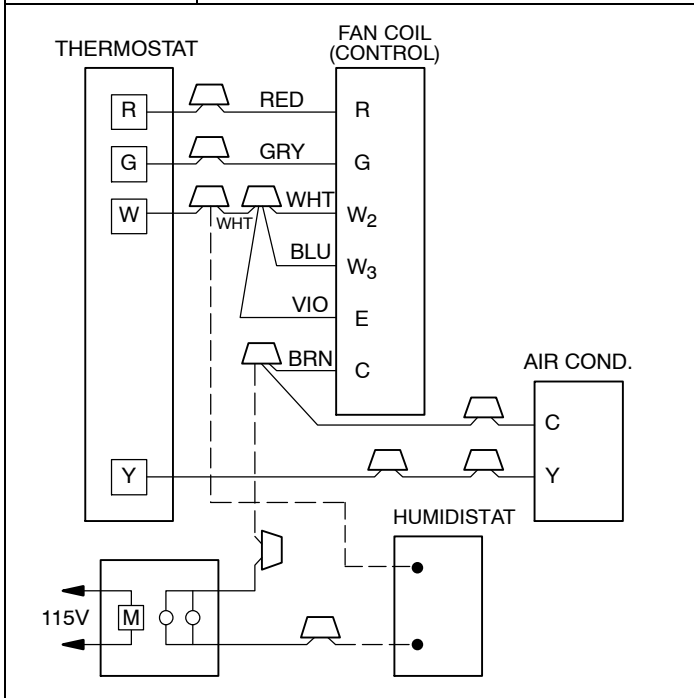 THERMOSTAT
FAN COIL
(CONTROL)
R
RED
R
G
GRY
G
W
WHT
WHT
W2
BLU
W3
VIO
E
BRN
C
AIR COND.
C
Y
Y
HUMIDISTAT
115V
M